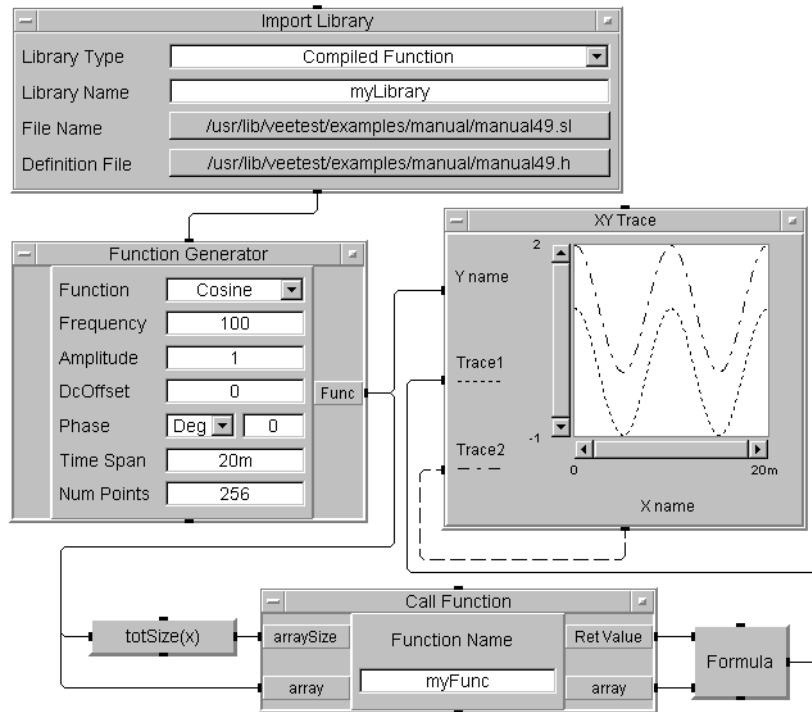 Import Library
Library Type Compiled Function
Library Name myLibrary
File Name /usr/lib/veetest/examples/manual/manual49.sl
Definition File /usr/lib/veetest/examples/manual/manual49.h
Function Generator
Function Cosine
Frequency 100
Amplitude 1
DcOffset 0
Phase Deg 0
Time Span 20m
Num Points 256
Func
XY Trace
2
Y name
Trace1
Trace2
-1
0 20m
X name
totSize(x)
Call Function
arraySize Function Name Ret Value
array myFunc array
Formula